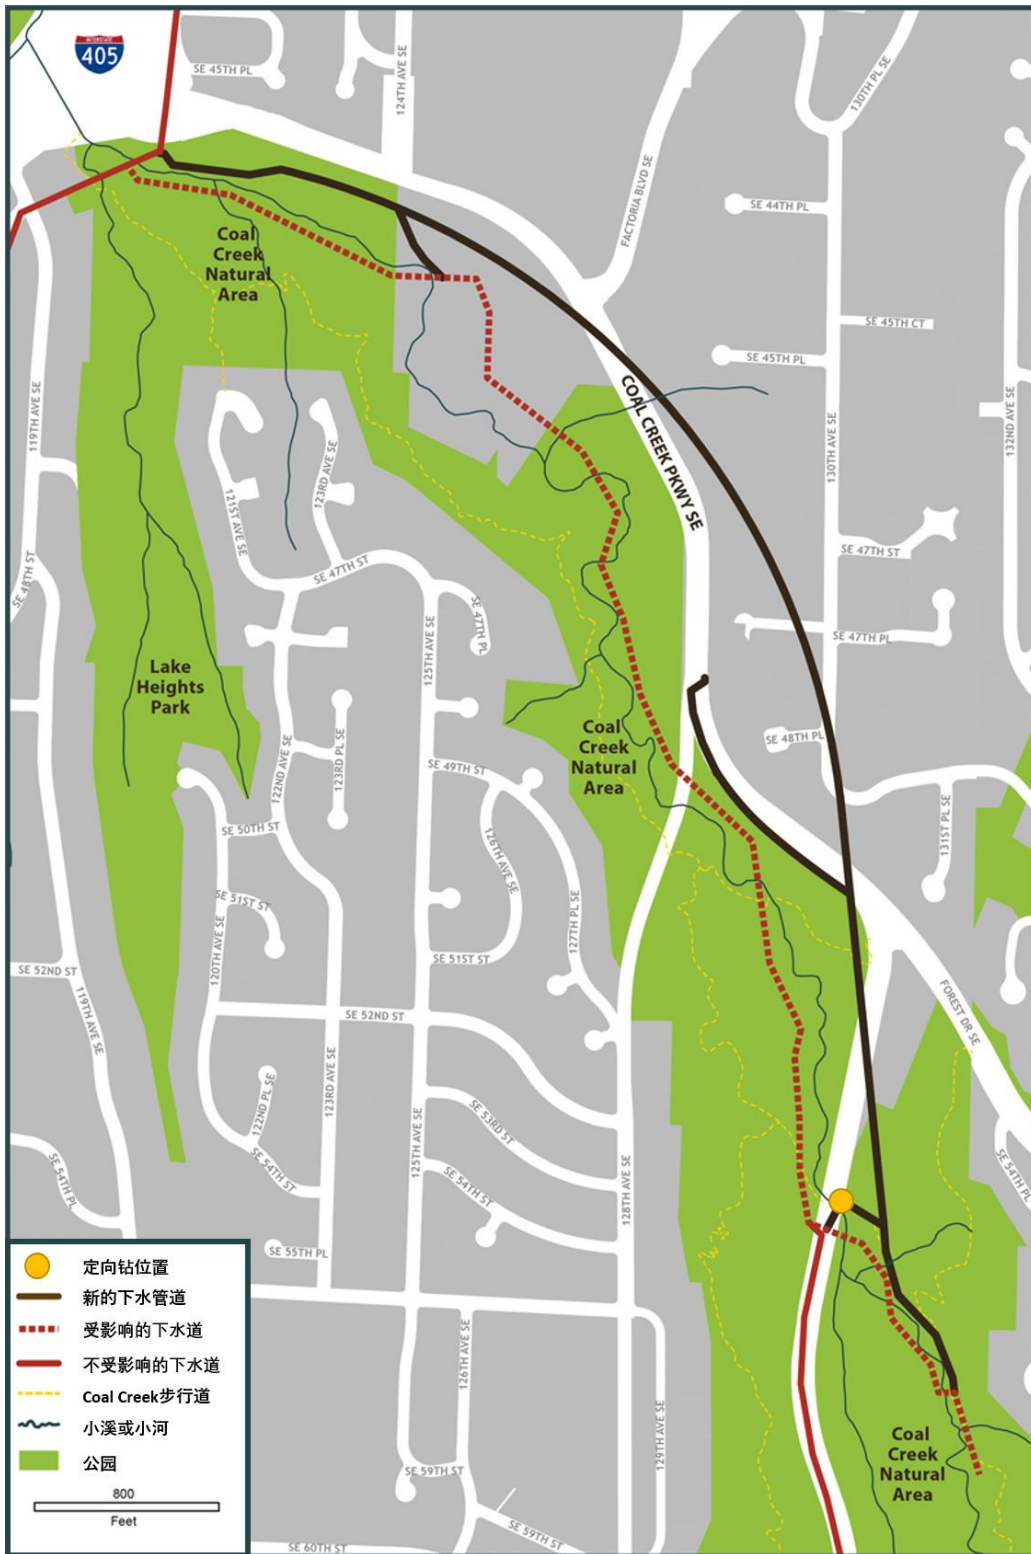 INTERSTATE
405
SE 45TH PL
124TH AVE SE
130TH PL SE
FACTORIA BLVD SE
SE 44TH PL
Coal
Creek
Natural
Area
SE 45TH CT
SE 45TH PL
COAL CREEK PKWY SE
119TH AVE SE
130TH AVE SE
132ND AVE SE
121ST AVE SE
123RD AVE SE
SE 47TH ST
SE 47TH ST
SE 48TH ST
SE 47TH PL
SE 47TH PL
125TH AVE SE
Lake
Heights
Park
Coal
Creek
Natural
Area
SE 48TH PL
122ND AVE SE
123RD PL SE
SE 49TH ST
SE 50TH ST
126TH AVE SE
131ST PL SE
SE 51ST ST
127TH PL SE
120TH AVE SE
SE 51ST ST
SE 52ND ST
119TH AVE SE
SE 52ND ST
FOREST DR SE
123RD AVE SE
122ND PL SE
SE 53RD ST
125TH AVE SE
SE 54TH ST
SE 54TH ST
SE 54TH PL
SE 54TH PL
128TH AVE SE
SE 55TH PL
126TH AVE SE
129TH AVE SE
SE 59TH ST
SE 59TH ST
SE 60TH ST
Coal
Creek
Natural
Area
定向钻位置
新的下水管道
受影响的下水道
不受影响的下水道
Coal Creek步行道
小溪或小河
公园
800
Feet